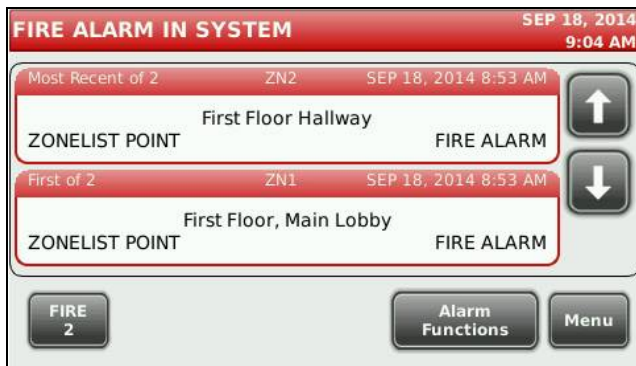 FIRE ALARM IN SYSTEM
SEP 18, 2014
9:04 AM
Most Recent of 2 ZN2 SEP 18, 2014 8:53 AM
First Floor Hallway
ZONELIST POINT FIRE ALARM
First of 2 ZN1 SEP 18, 2014 8:53 AM
First Floor, Main Lobby
ZONELIST POINT FIRE ALARM
FIRE
2
Alarm
Functions
Menu